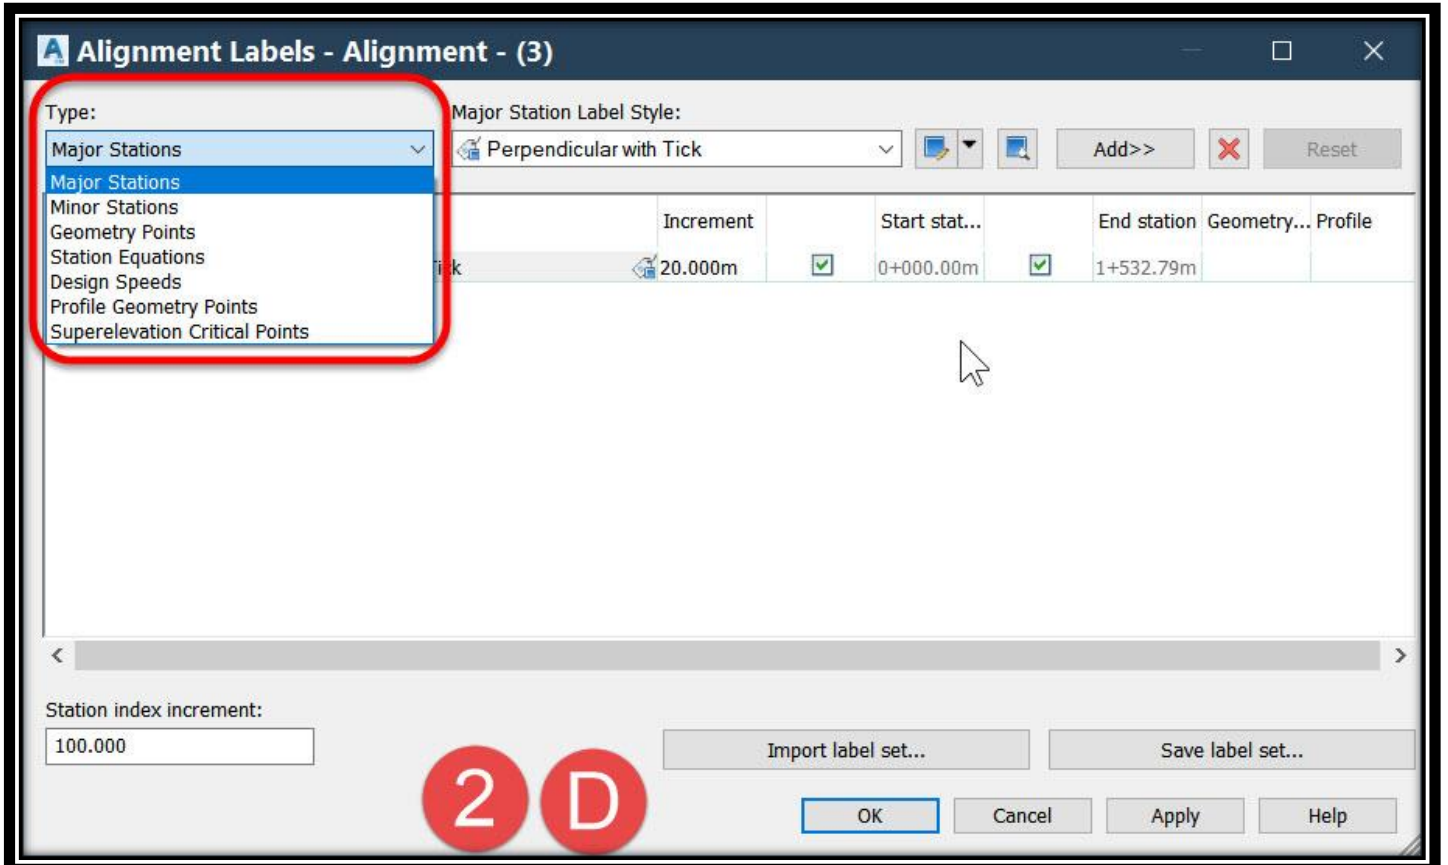 Alignment Labels - Alignment - (3)
Type:
Major Station Label Style:
Major Stations
Perpendicular with Tick
Add>>
Reset
Major Stations
Minor Stations
Geometry Points
Station Equations
Design Speeds
Profile Geometry Points
Superelevation Critical Points
Increment
Start stat...
End station
Geometry...
Profile
20.000m
0+000.00m
1+532.79m
Station index increment:
100.000
Import label set...
Save label set...
2 D
OK
Cancel
Apply
Help